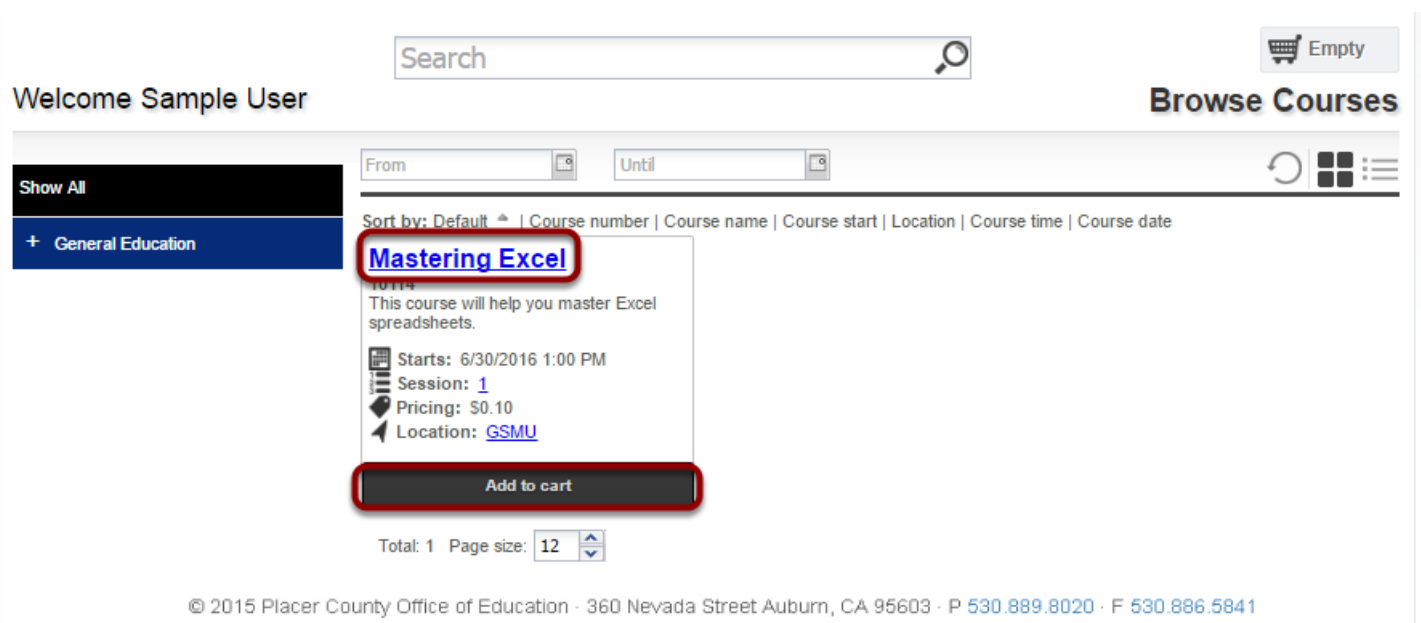 Search
Empty
Welcome Sample User
Browse Courses
From
Until
Show All
Sort by: Default | Course number | Course name | Course start | Location | Course time | Course date
+ General Education
Mastering Excel
10114
This course will help you master Excel
spreadsheets.
Starts: 6/30/2016 1:00 PM
Session: 1
Pricing: $0.10
Location: GSMU
Add to cart
Total: 1 Page size: 12
© 2015 Placer County Office of Education · 360 Nevada Street Auburn, CA 95603 · P 530.889.8020 · F 530.886.5841